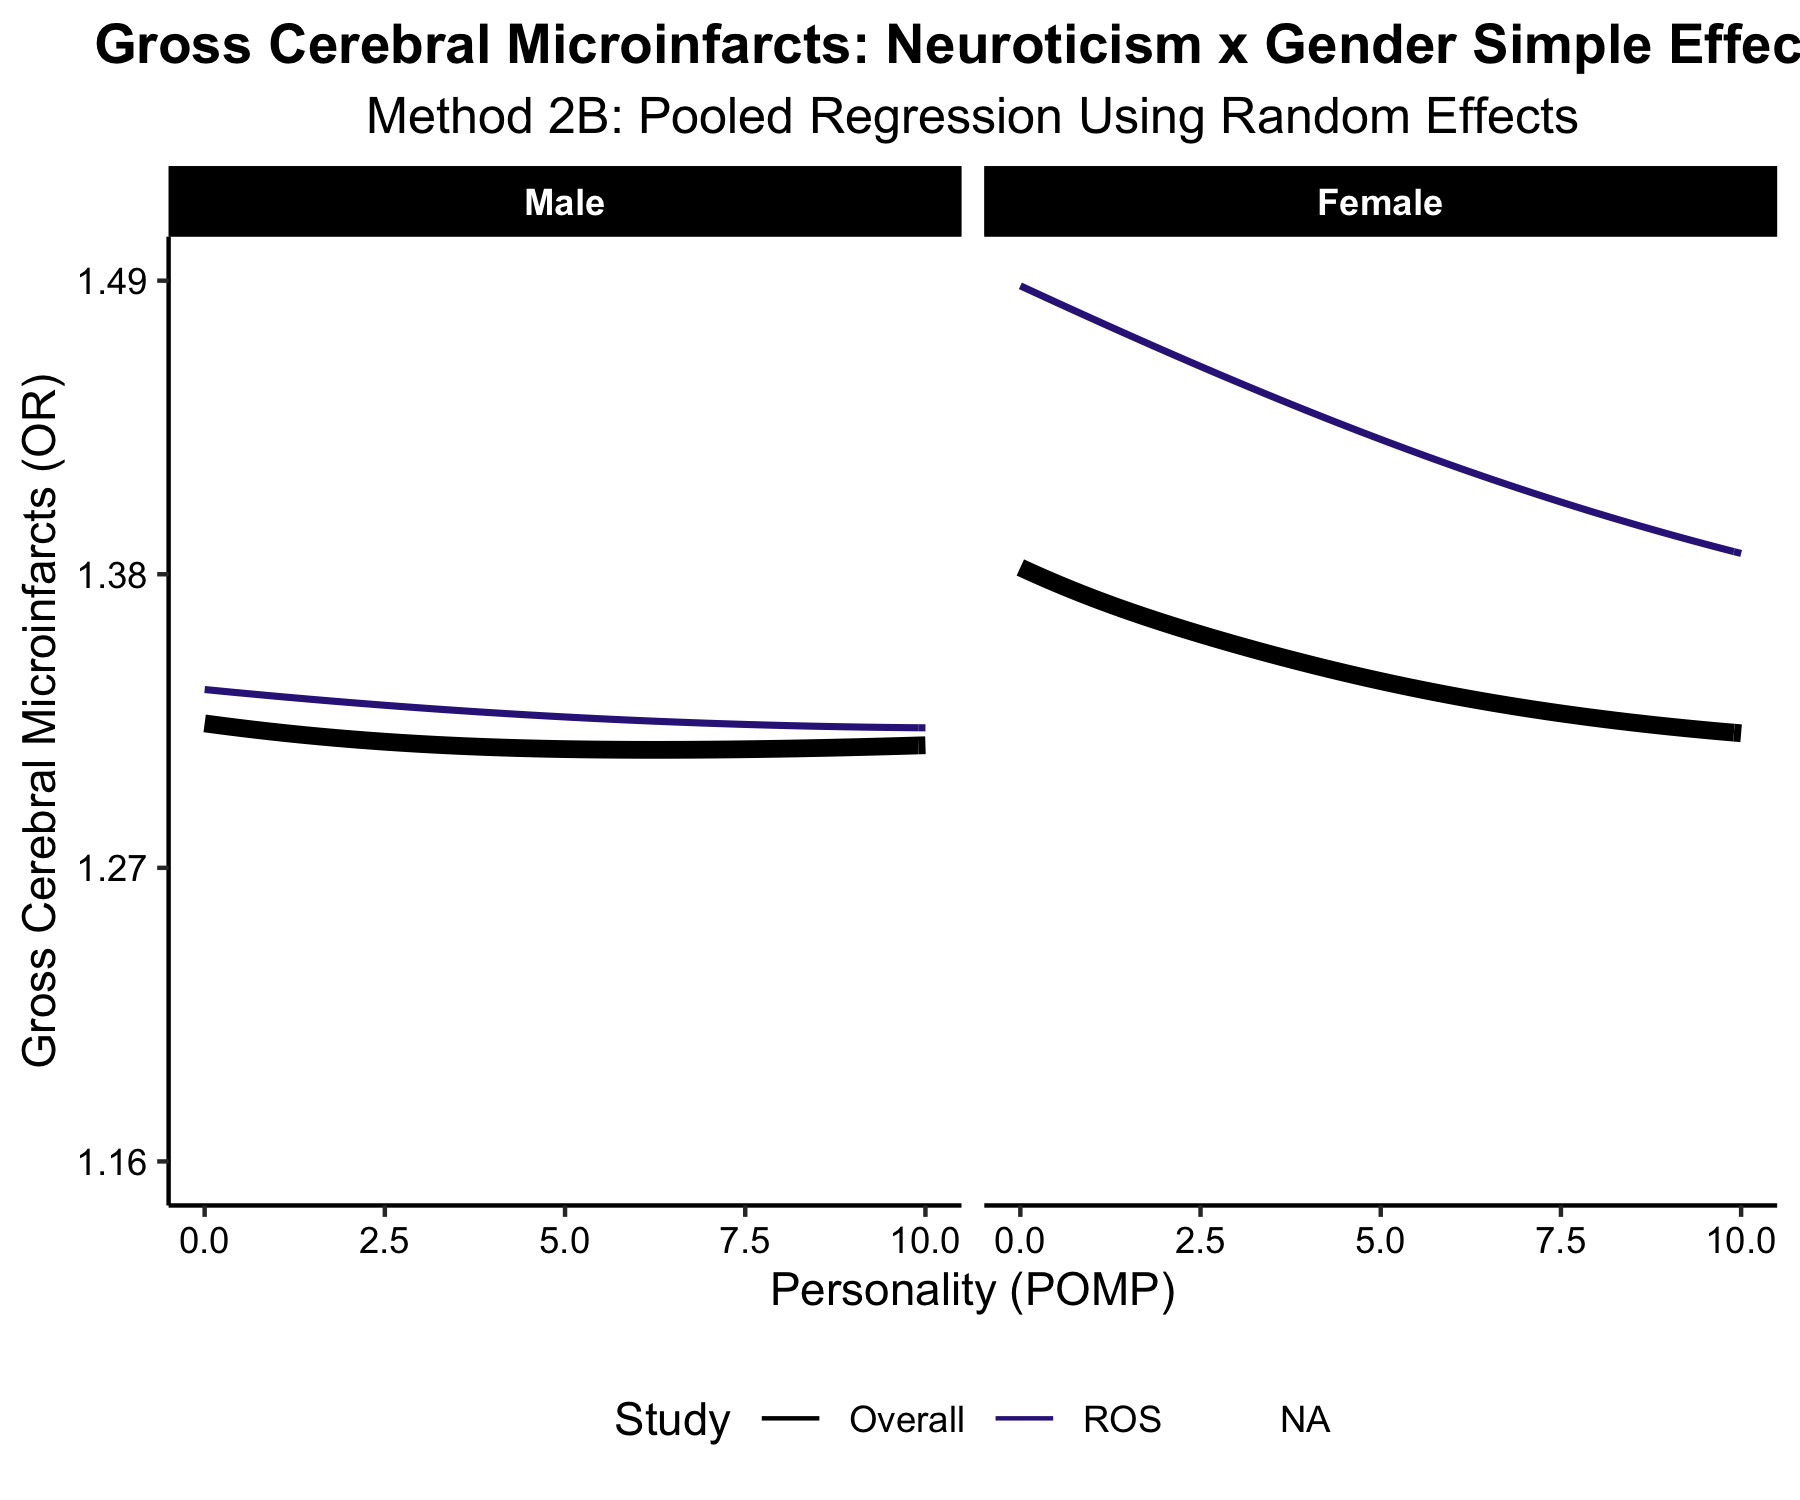 Gross Cerebral Microinfarcts: Neuroticism x Gender Simple Effec
Method 2B: Pooled Regression Using Random Effects
Male
Female
Gross Cerebral Microinfarcts (OR)
1.49
1.38
1.27
1.16
0.0 2.5 5.0 7.5 10.0 0.0 2.5 5.0 7.5 10.0
Personality (POMP)
Study Overall ROS NA